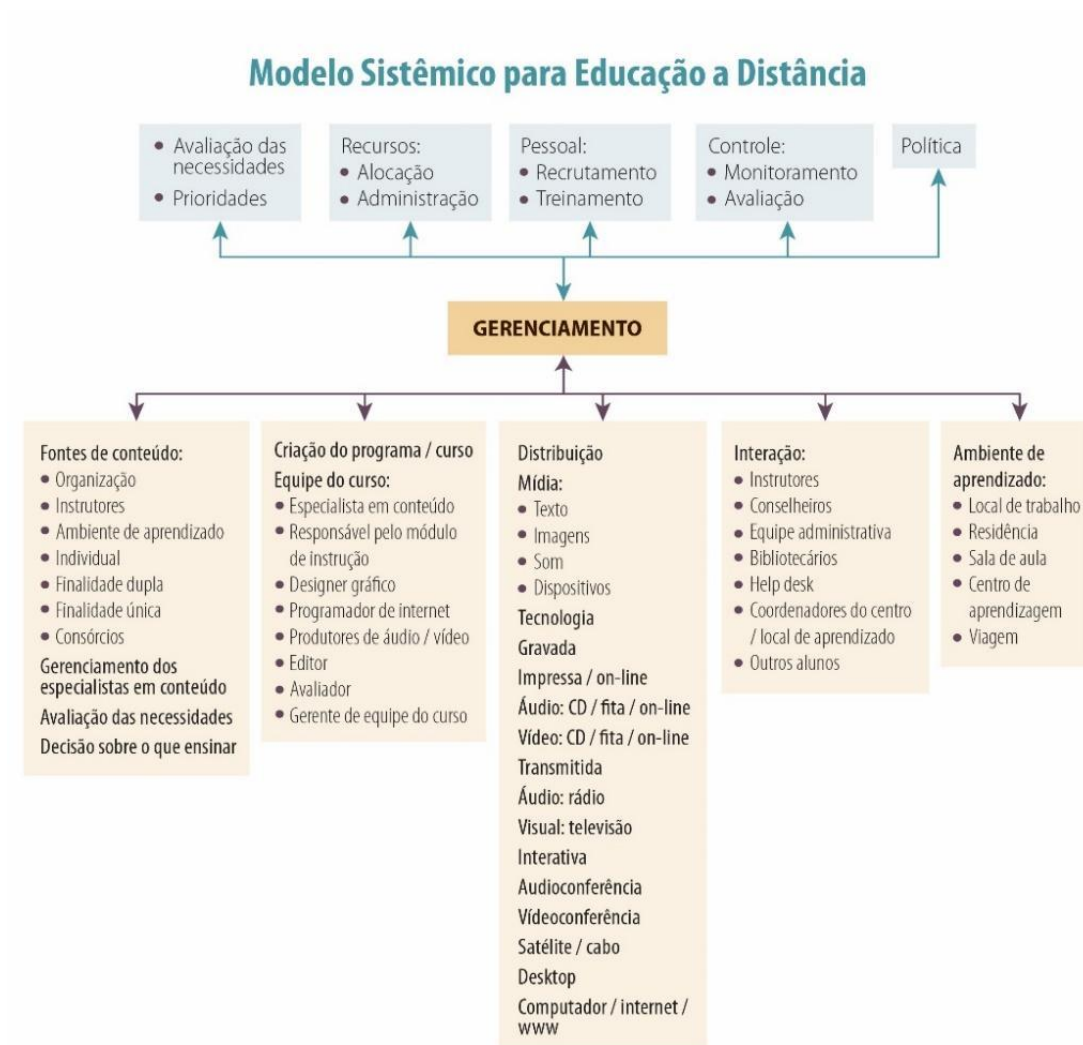 Modelo Sistêmico para Educação a Distância
• Avaliação das
necessidades
• Prioridades
Recursos:
• Alocação
• Administração
Pessoal:
• Recrutamento
• Treinamento
Controle:
• Monitoramento
• Avaliação
Política
GERENCIAMENTO
Fontes de conteúdo:
• Organização
• Instrutores
• Ambiente de aprendizado
• Individual
• Finalidade dupla
• Finalidade única
• Consórcios
Gerenciamento dos
especialistas em conteúdo
Avaliação das necessidades
Decisão sobre o que ensinar
Criação do programa / curso
Equipe do curso:
• Especialista em conteúdo
• Responsável pelo módulo
de instrução
• Designer gráfico
• Programador de internet
• Produtores de áudio / vídeo
• Editor
• Avaliador
• Gerente de equipe do curso
Distribuição
Mídia:
• Texto
• Imagens
• Som
• Dispositivos
Tecnologia
Gravada
Impressa / on-line
Áudio: CD / fita / on-line
Vídeo: CD / fita / on-line
Transmitida
Áudio: rádio
Visual: televisão
Interativa
Audioconferência
Vídeoconferência
Satélite / cabo
Desktop
Computador / internet /
www
Interação:
• Instrutores
• Conselheiros
• Equipe administrativa
• Bibliotecários
• Help desk
• Coordenadores do centro
/ local de aprendizado
• Outros alunos
Ambiente de
aprendizado:
• Local de trabalho
• Residência
• Sala de aula
• Centro de
aprendizagem
• Viagem